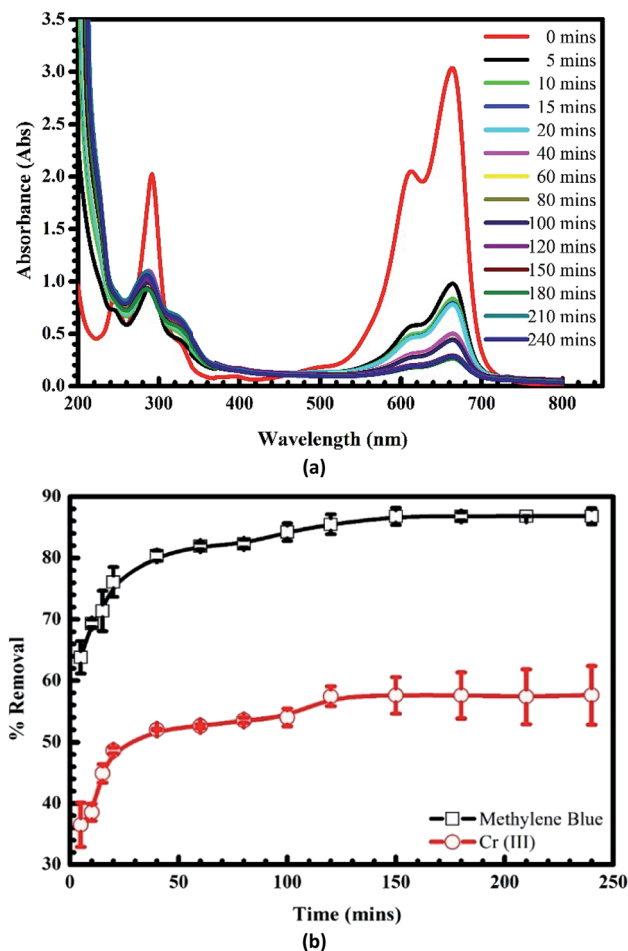 3.5
3.0
2.5
2.0
1.5
1.0
0.5
0.0
Absorbance (Abs)
0 mins
5 mins
10 mins
15 mins
20 mins
40 mins
60 mins
80 mins
100 mins
120 mins
150 mins
180 mins
210 mins
240 mins
200 300 400 500 600 700 800
Wavelength (nm)
(a)
90
80
70
60
50
40
30
% Removal
Methylene Blue
Cr (III)
0 50 100 150 200 250
Time (mins)
(b)